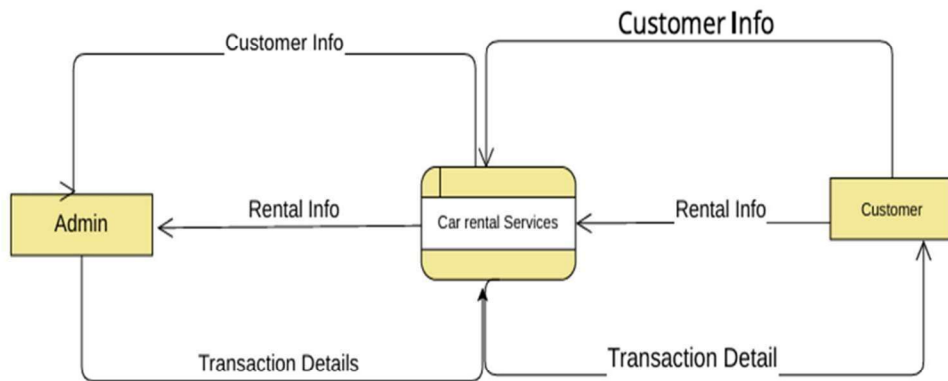 Customer Info
Customer Info
Admin
Rental Info
Car rental Services
Rental Info
Customer
Transaction Details
Transaction Detail